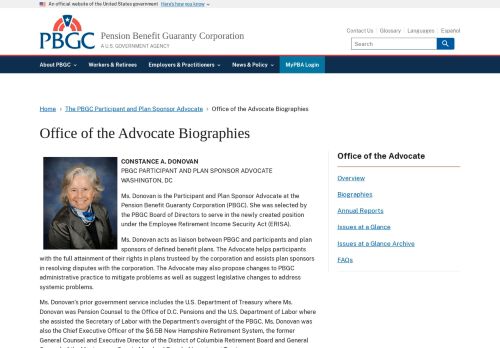 An official website of the United States government Here's how you know
PBGC
Pension Benefit Guaranty Corporation
A U.S. GOVERNMENT AGENCY
Contact Us Glossary Languages Español
Search
About PBGC Workers & Retirees Employers & Practitioners News & Policy MyPBA Login
Home › The PBGC Participant and Plan Sponsor Advocate › Office of the Advocate Biographies
Office of the Advocate Biographies
CONSTANCE A. DONOVAN
PBGC PARTICIPANT AND PLAN SPONSOR ADVOCATE
WASHINGTON, DC
Ms. Donovan is the Participant and Plan Sponsor Advocate at the
Pension Benefit Guaranty Corporation (PBGC). She was selected by
the PBGC Board of Directors to serve in the newly created position
under the Employee Retirement Income Security Act (ERISA).
Ms. Donovan acts as liaison between PBGC and participants and plan
sponsors of defined benefit plans. The Advocate helps participants
with the full attainment of their rights in plans trusteed by the corporation and assists plan sponsors
in resolving disputes with the corporation. The Advocate may also propose changes to PBGC
administrative practice to mitigate problems as well as suggest legislative changes to address
systemic problems.
Ms. Donovan's prior government service includes the U.S. Department of Treasury where Ms.
Donovan was Pension Counsel to the Office of D.C. Pensions and the U.S. Department of Labor where
she assisted the Secretary of Labor with the Department's oversight of the PBGC. Ms. Donovan was
also the Chief Executive Officer of the $6.5B New Hampshire Retirement System, the former
General Counsel and Executive Director of the District of Columbia Retirement Board and General
Office of the Advocate
Overview
Biographies
Annual Reports
Issues at a Glance
Issues at a Glance Archive
FAQs